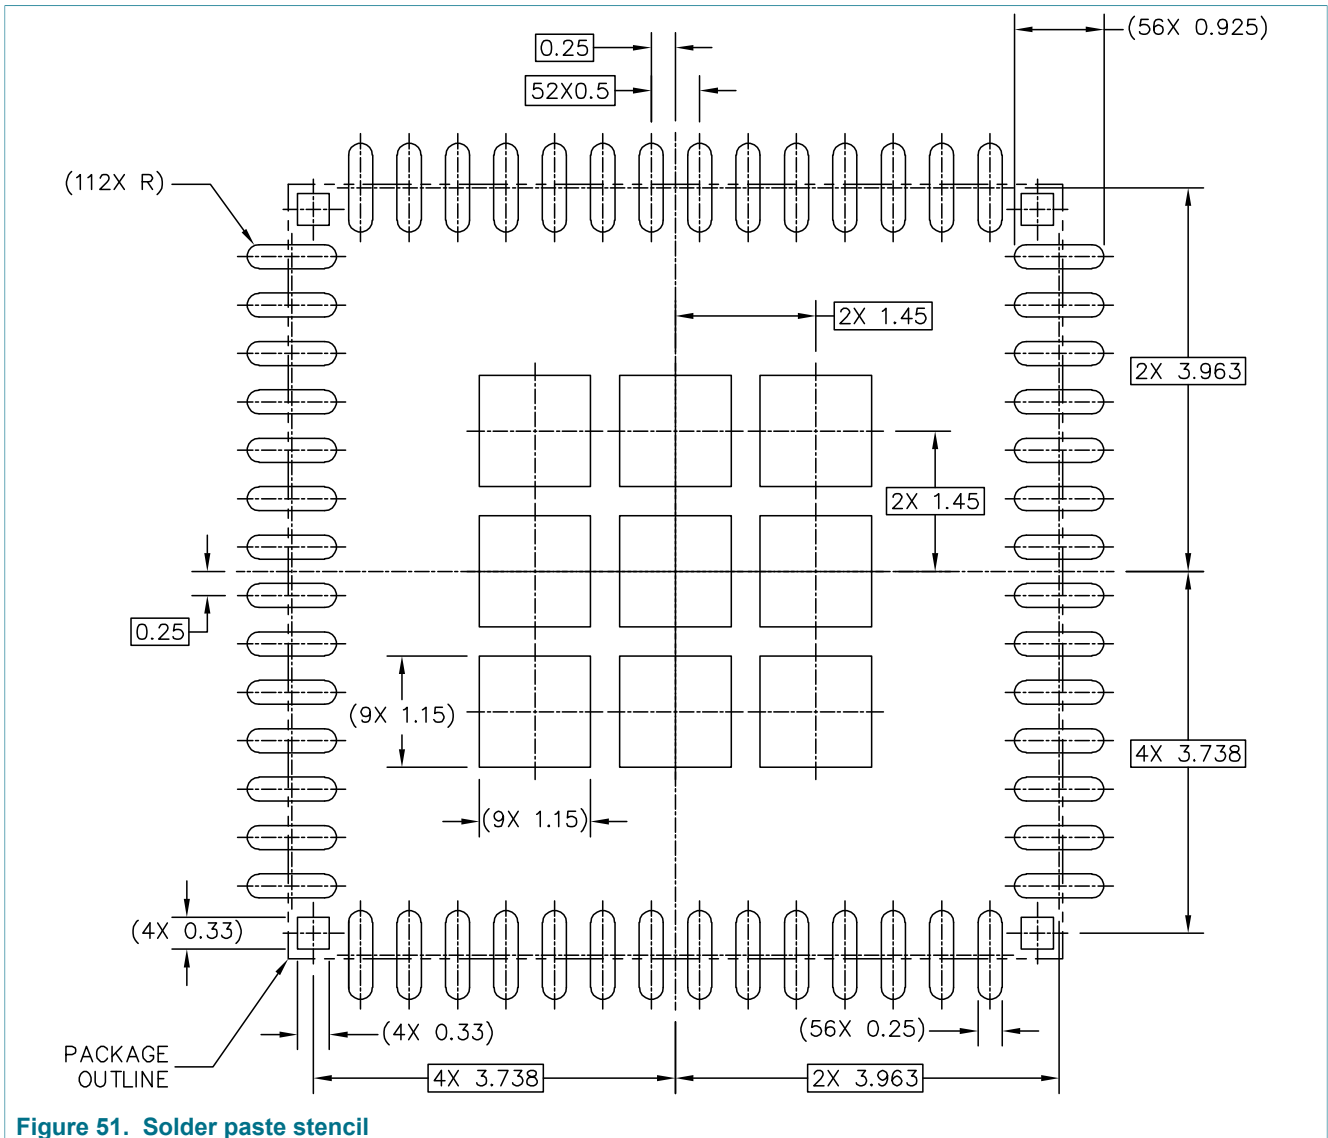 (56X 0.925)
0.25
52X0.5
(112X R)
2X 1.45
2X 3.963
2X 1.45
0.25
(9X 1.15)
4X 3.738
(9X 1.15)
(4X 0.33)
(4X 0.33)
(56X 0.25)
PACKAGE
OUTLINE
4X 3.738
2X 3.963
Figure 51. Solder paste stencil